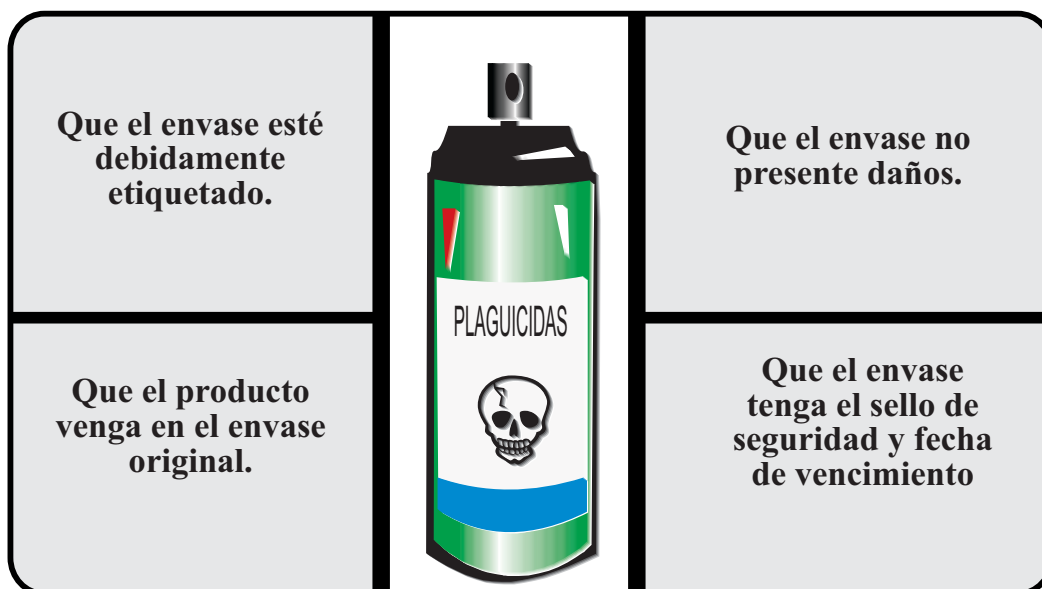 Que el envase esté
debidamente
etiquetado.
Que el envase no
presente daños.
PLAGUICIDAS
Que el producto
venga en el envase
original.
Que el envase
tenga el sello de
seguridad y fecha
de vencimiento